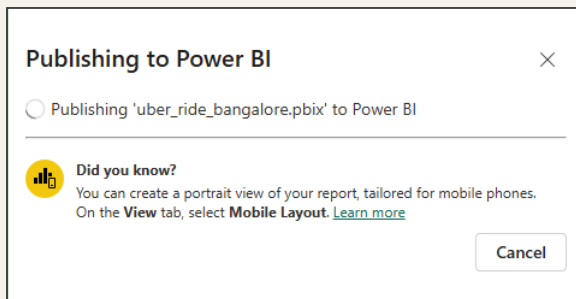 Publishing to Power BI
Publishing 'uber_ride_bangalore.pbix' to Power BI
Did you know?
You can create a portrait view of your report, tailored for mobile phones.
On the View tab, select Mobile Layout. Learn more
Cancel